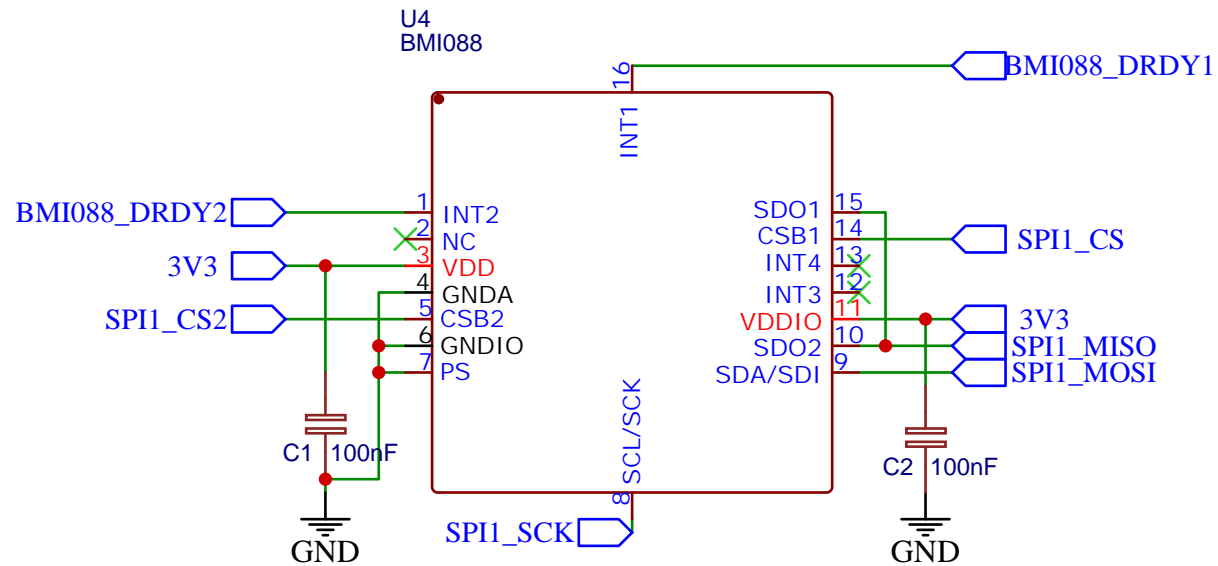 U4
BMI088
16
BMI088_DRDY1
INT1
BMI088_DRDY2
1
INT2
2
NC
3V3
3
VDD
4
GNDA
SPI1_CS2
5
CSB2
6
GNDIO
7
PS
SDO1
15
CSB1
14
SPI1_CS
INT4
13
INT3
12
VDDIO
11
3V3
SDO2
10
SPI1_MISO
SDA/SDI
9
SPI1_MOSI
SCL/SCK
8
C1
100nF
C2
100nF
SPI1_SCK
GND
GND